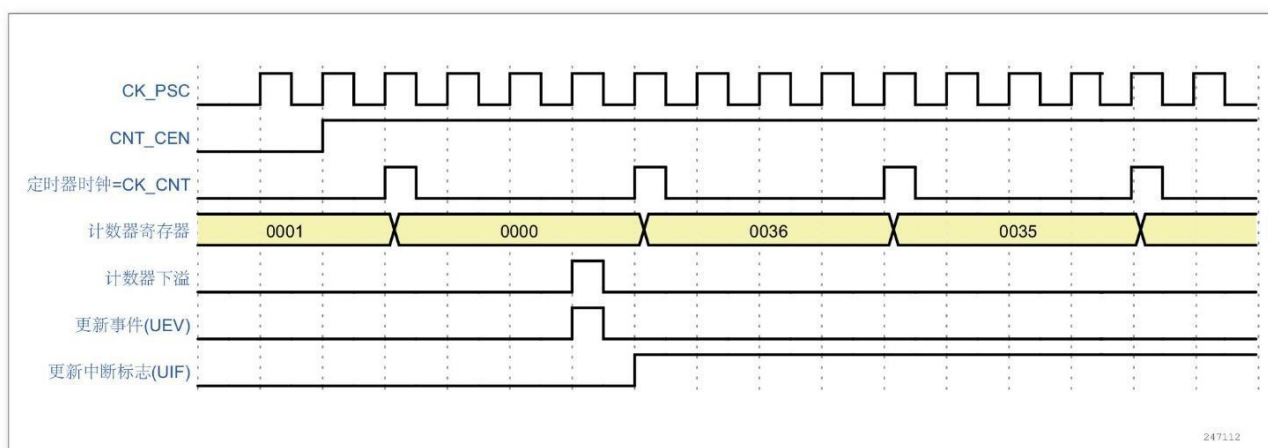 CK_PSC
CNT_CEN
定时器时钟=CK_CNT
计数器寄存器 0001 0000 0036 0035
计数器下溢
更新事件(UEV)
更新中断标志(UIF)
247112